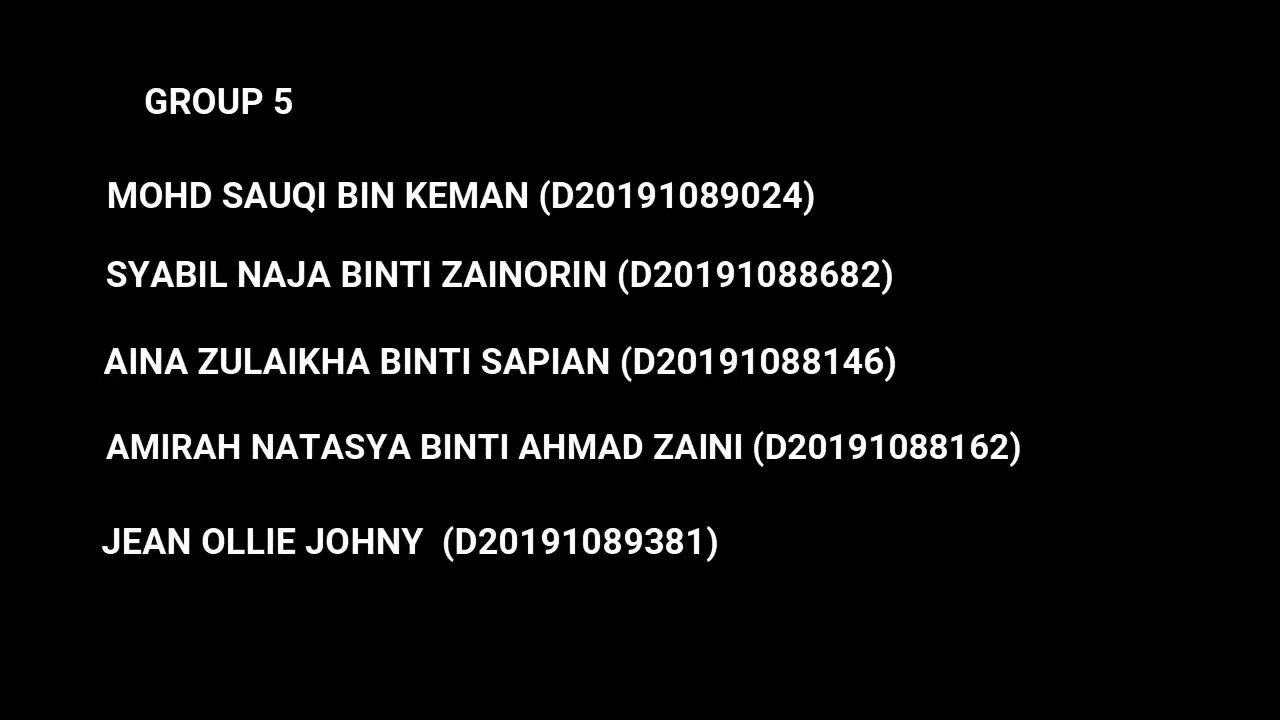 GROUP 5
MOHD SAUQI BIN KEMAN (D20191089024)
SYABIL NAJA BINTI ZAINORIN (D20191088682)
AINA ZULAIKHA BINTI SAPIAN (D20191088146)
AMIRAH NATASYA BINTI AHMAD ZAINI (D20191088162)
JEAN OLLIE JOHNY (D20191089381)